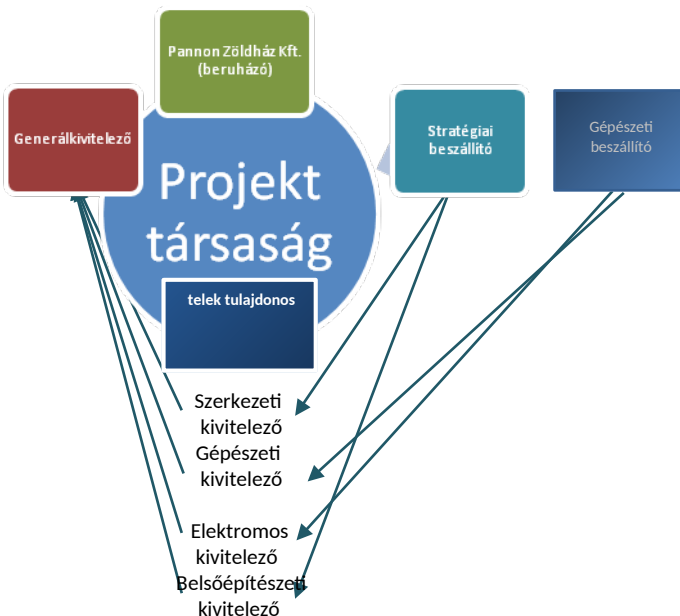 Pannon Zöldház Kft.
(beruházó)
Generálkivitelező
Stratégiai
beszállító
Gépészeti
beszállító
Projekt
társaság
telek tulajdonos
Szerkezeti
kivitelező
Gépészeti
kivitelező
Elektromos
kivitelező
Belsőépítészeti
kivitelező